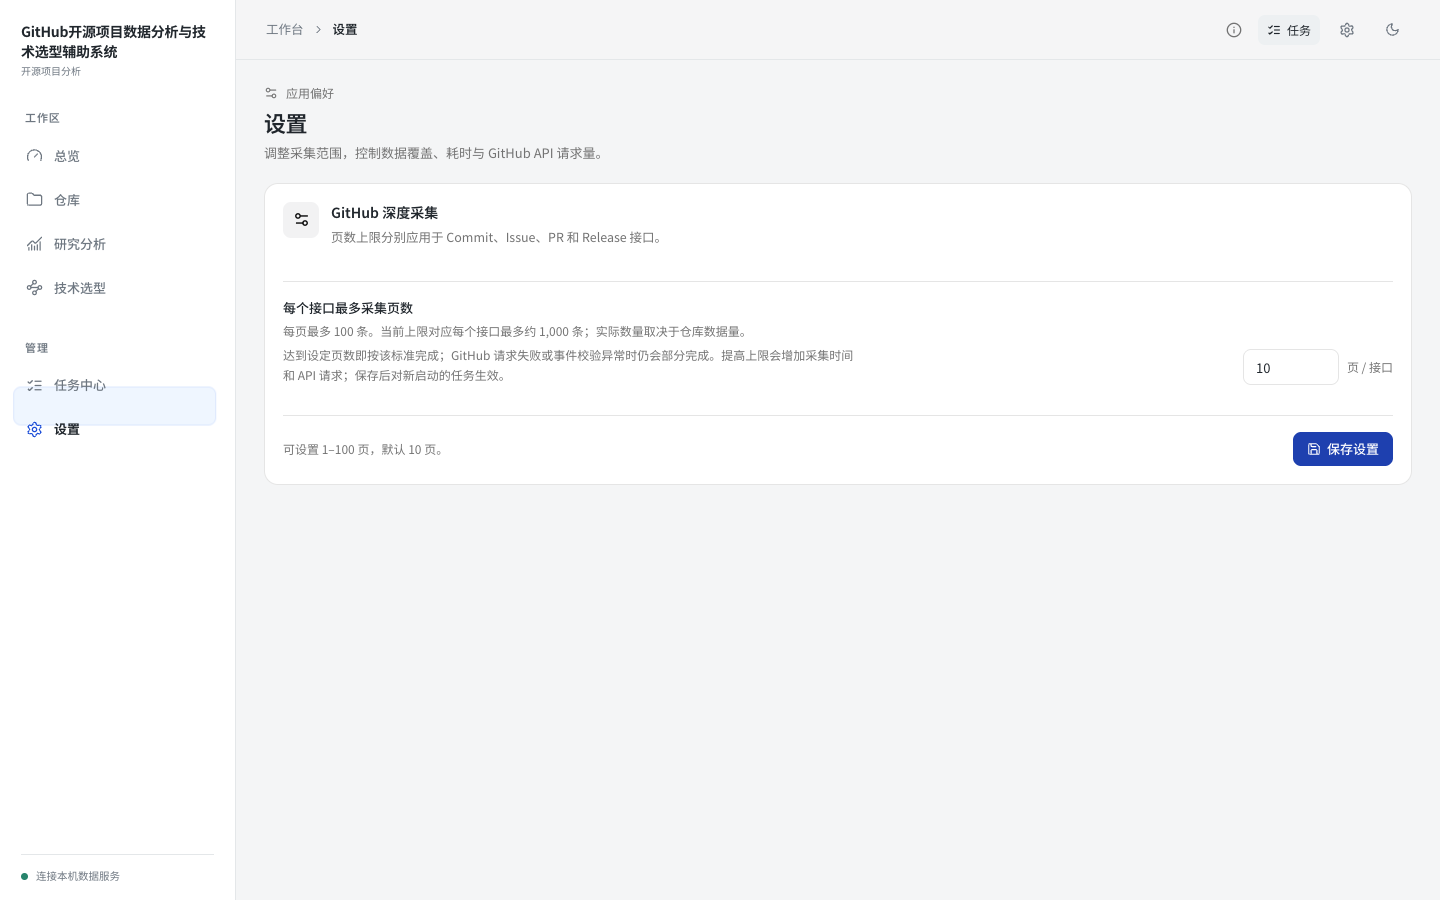 GitHub开源项目数据分析与技
术选型辅助系统
开源项目分析
工作区
总览
仓库
研究分析
技术选型
管理
任务中心
设置
连接本机数据服务
工作台 > 设置
任务
应用偏好
设置
调整采集范围，控制数据覆盖、耗时与 GitHub API 请求量。
GitHub 深度采集
页数上限分别应用于 Commit、Issue、PR 和 Release 接口。
每个接口最多采集页数
每页最多 100 条。当前上限对应每个接口最多约 1,000 条；实际数量取决于仓库数据量。
达到设定页数即按该标准完成；GitHub 请求失败或事件校验异常时仍会部分完成。提高上限会增加采集时间
和 API 请求；保存后对新启动的任务生效。
10 页 / 接口
可设置 1–100 页，默认 10 页。
保存设置